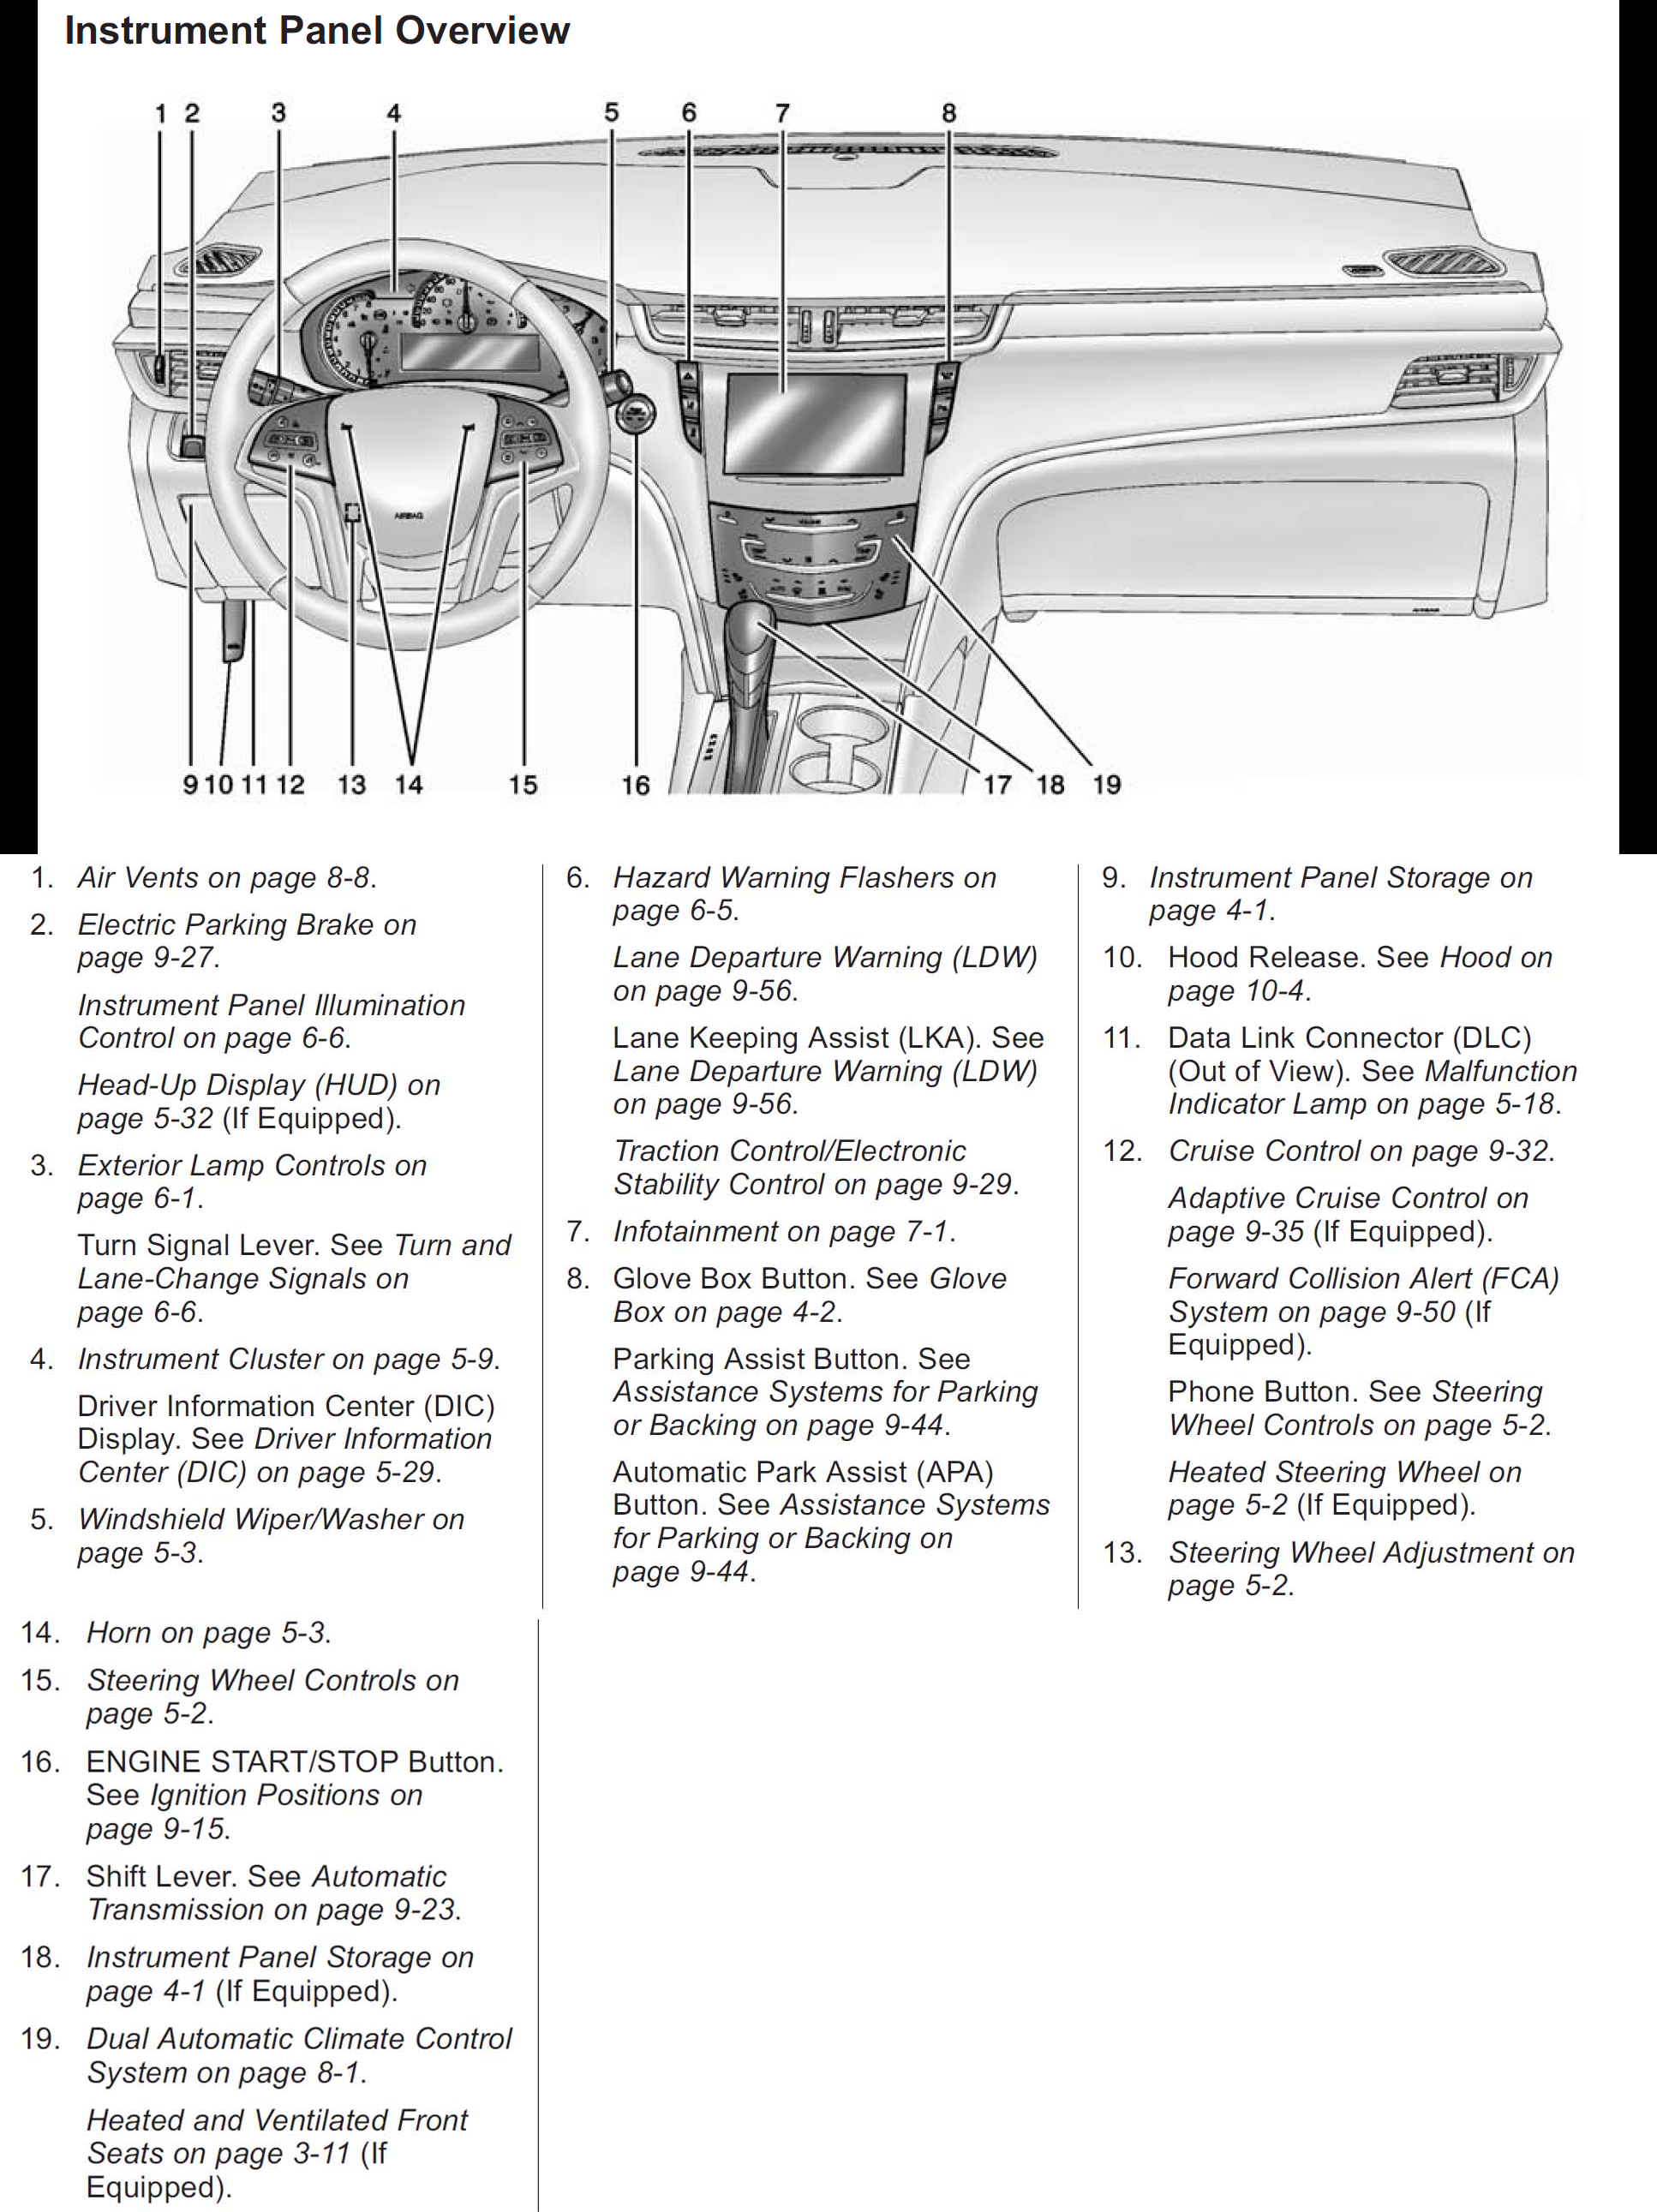 Instrument Panel Overview
1 2 3 4 5 6 7 8
AIRBAG
9 10 11 12 13 14 15 16 17 18 19
1. Air Vents on page 8-8.
2. Electric Parking Brake on
page 9-27.
Instrument Panel Illumination
Control on page 6-6.
Head-Up Display (HUD) on
page 5-32 (If Equipped).
3. Exterior Lamp Controls on
page 6-1.
Turn Signal Lever. See Turn and
Lane-Change Signals on
page 6-6.
4. Instrument Cluster on page 5-9.
Driver Information Center (DIC)
Display. See Driver Information
Center (DIC) on page 5-29.
5. Windshield Wiper/Washer on
page 5-3.
6. Hazard Warning Flashers on
page 6-5.
Lane Departure Warning (LDW)
on page 9-56.
Lane Keeping Assist (LKA). See
Lane Departure Warning (LDW)
on page 9-56.
Traction Control/Electronic
Stability Control on page 9-29.
7. Infotainment on page 7-1.
8. Glove Box Button. See Glove
Box on page 4-2.
Parking Assist Button. See
Assistance Systems for Parking
or Backing on page 9-44.
Automatic Park Assist (APA)
Button. See Assistance Systems
for Parking or Backing on
page 9-44.
9. Instrument Panel Storage on
page 4-1.
10. Hood Release. See Hood on
page 10-4.
11. Data Link Connector (DLC)
(Out of View). See Malfunction
Indicator Lamp on page 5-18.
12. Cruise Control on page 9-32.
Adaptive Cruise Control on
page 9-35 (If Equipped).
Forward Collision Alert (FCA)
System on page 9-50 (If
Equipped).
Phone Button. See Steering
Wheel Controls on page 5-2.
Heated Steering Wheel on
page 5-2 (If Equipped).
13. Steering Wheel Adjustment on
page 5-2.
14. Horn on page 5-3.
15. Steering Wheel Controls on
page 5-2.
16. ENGINE START/STOP Button.
See Ignition Positions on
page 9-15.
17. Shift Lever. See Automatic
Transmission on page 9-23.
18. Instrument Panel Storage on
page 4-1 (If Equipped).
19. Dual Automatic Climate Control
System on page 8-1.
Heated and Ventilated Front
Seats on page 3-11 (If
Equipped).